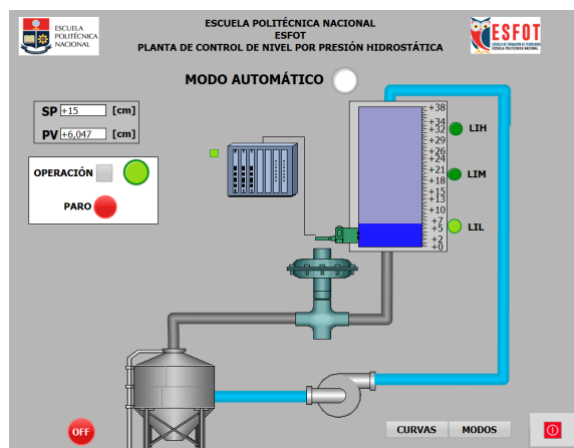 ESCUELA
POLITÉCNICA
NACIONAL
ESCUELA POLITÉCNICA NACIONAL
ESFOT
PLANTA DE CONTROL DE NIVEL POR PRESIÓN HIDROSTÁTICA
ESFOT
MODO AUTOMÁTICO
SP +15 [cm]
PV +6,047 [cm]
OPERACIÓN
PARO
+38
+34
+32
+29
+26
+24
+21
+18
+15
+13
+10
+7
+5
+2
+0
LIH
LIM
LIL
OFF
CURVAS
MODOS